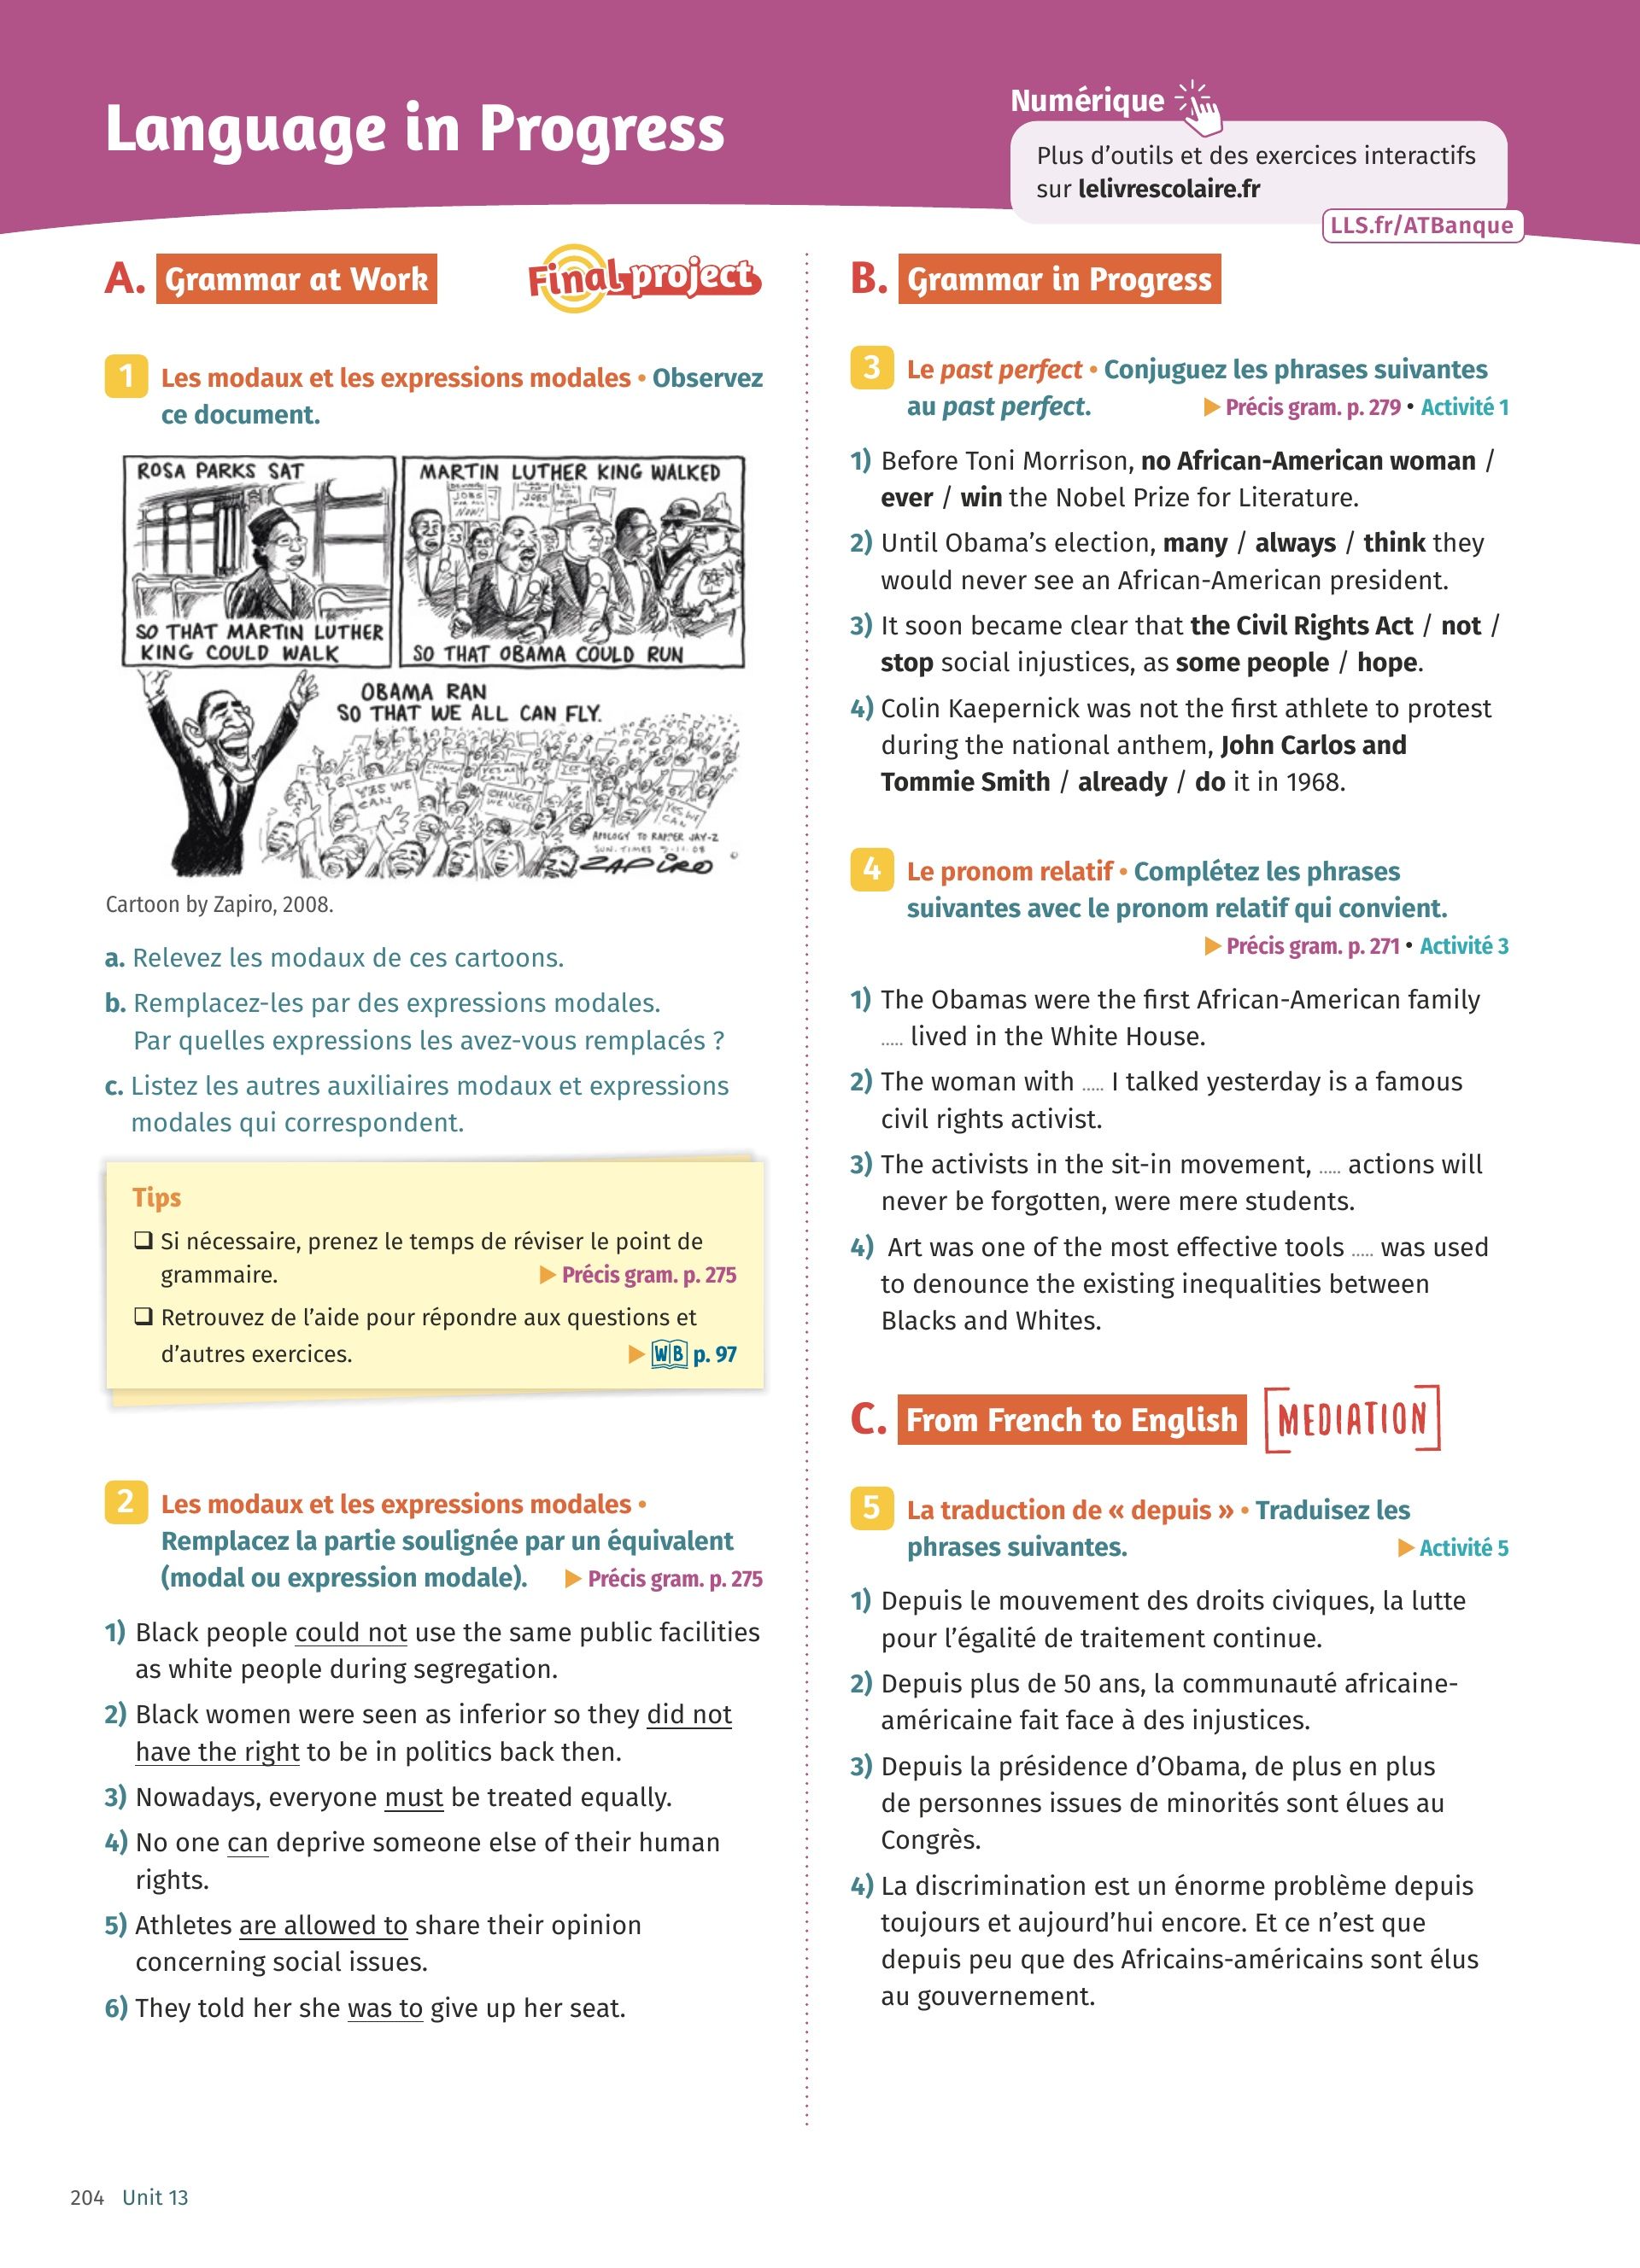 Language in Progress
Numérique
Plus d'outils et des exercices interactifs
sur lelivrescolaire.fr
LLS.fr/ATBanque
A. Grammar at Work
Final project
1 Les modaux et les expressions modales • Observez
ce document.
ROSA PARKS SAT
SO THAT MARTIN LUTHER
KING COULD WALK
MARTIN LUTHER KING WALKED
JOBS
NOW!
JOBS
SO THAT OBAMA COULD RUN
OBAMA RAN
SO THAT WE ALL CAN FLY.
YES WE
CAN
CHANGE
WE NEED
YES WE
CAN
APOLOGY TO RAPPER JAY-Z
SUN. TIMES 9-11-08
ZAPIRO
Cartoon by Zapiro, 2008.
a. Relevez les modaux de ces cartoons.
b. Remplacez-les par des expressions modales.
Par quelles expressions les avez-vous remplacés ?
c. Listez les autres auxiliaires modaux et expressions
modales qui correspondent.
Tips
❑ Si nécessaire, prenez le temps de réviser le point de
grammaire. ▶ Précis gram. p. 275
❑ Retrouvez de l'aide pour répondre aux questions et
d'autres exercices. ▶ WB p. 97
2 Les modaux et les expressions modales •
Remplacez la partie soulignée par un équivalent
(modal ou expression modale). ▶ Précis gram. p. 275
1) Black people could not use the same public facilities
as white people during segregation.
2) Black women were seen as inferior so they did not
have the right to be in politics back then.
3) Nowadays, everyone must be treated equally.
4) No one can deprive someone else of their human
rights.
5) Athletes are allowed to share their opinion
concerning social issues.
6) They told her she was to give up her seat.
B. Grammar in Progress
3 Le past perfect • Conjuguez les phrases suivantes
au past perfect. ▶ Précis gram. p. 279 • Activité 1
1) Before Toni Morrison, no African-American woman /
ever / win the Nobel Prize for Literature.
2) Until Obama's election, many / always / think they
would never see an African-American president.
3) It soon became clear that the Civil Rights Act / not /
stop social injustices, as some people / hope.
4) Colin Kaepernick was not the first athlete to protest
during the national anthem, John Carlos and
Tommie Smith / already / do it in 1968.
4 Le pronom relatif • Complétez les phrases
suivantes avec le pronom relatif qui convient.
▶ Précis gram. p. 271 • Activité 3
1) The Obamas were the first African-American family
..... lived in the White House.
2) The woman with ..... I talked yesterday is a famous
civil rights activist.
3) The activists in the sit-in movement, ..... actions will
never be forgotten, were mere students.
4) Art was one of the most effective tools ..... was used
to denounce the existing inequalities between
Blacks and Whites.
C. From French to English MEDIATION
5 La traduction de « depuis » • Traduisez les
phrases suivantes. ▶ Activité 5
1) Depuis le mouvement des droits civiques, la lutte
pour l'égalité de traitement continue.
2) Depuis plus de 50 ans, la communauté africaine-
américaine fait face à des injustices.
3) Depuis la présidence d'Obama, de plus en plus
de personnes issues de minorités sont élues au
Congrès.
4) La discrimination est un énorme problème depuis
toujours et aujourd'hui encore. Et ce n'est que
depuis peu que des Africains-américains sont élus
au gouvernement.
204 Unit 13